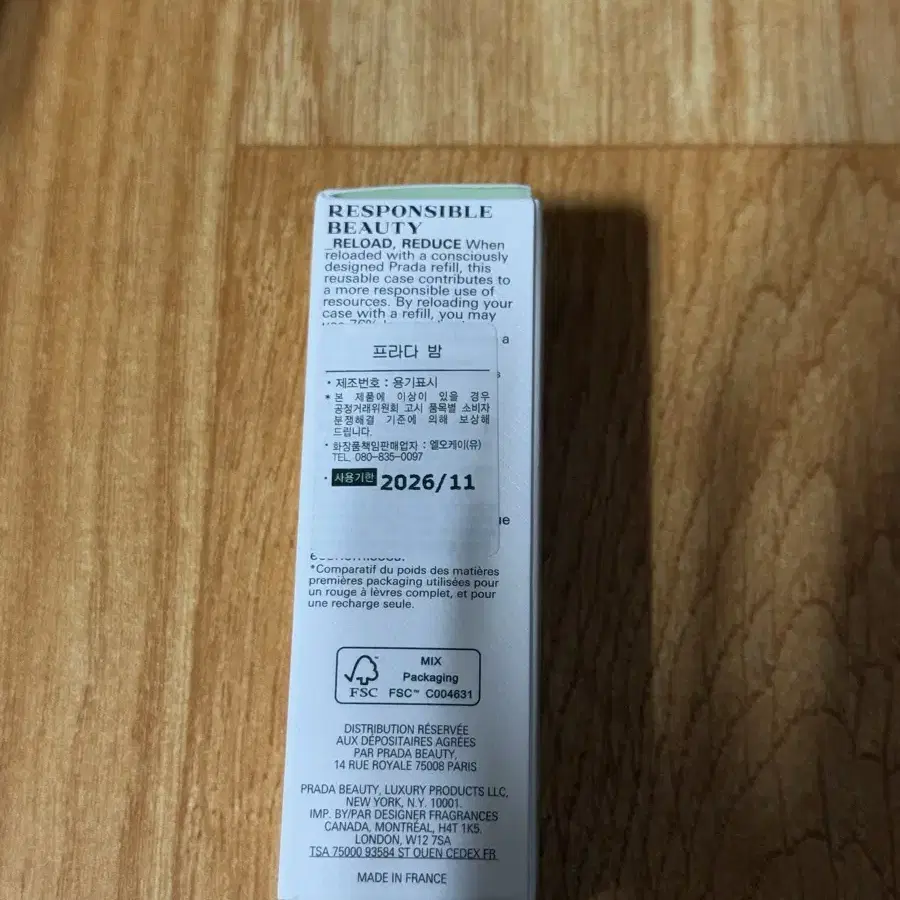 RESPONSIBLE
BEAUTY
_RELOAD, REDUCE When
reloaded with a consciously
designed Prada refill, this
reusable case contributes to
a more responsible use of
resources. By reloading your
case with a refill, you may
a
프라다 밤
• 제조번호 : 용기표시
* 본 제품에 이상이 있을 경우
공정거래위원회 고시 품목별 소비자
분쟁해결 기준에 의해 보상해
드립니다.
• 화장품책임판매업자 : 엘오케이(유)
TEL. 080-835-0097
• 사용기한 2026/11
*Comparatif du poids des matières
premières packaging utilisées pour
un rouge à lèvres complet, et pour
une recharge seule.
FSC™
MIX
Packaging
FSC™ C004631
DISTRIBUTION RÉSERVÉE
AUX DÉPOSITAIRES AGRÉÉS
PAR PRADA BEAUTY,
14 RUE ROYALE 75008 PARIS
PRADA BEAUTY, LUXURY PRODUCTS LLC,
NEW YORK, N.Y. 10001.
IMP. BY/PAR DESIGNER FRAGRANCES
CANADA, MONTRÉAL, H4T 1K5.
LONDON, W12 7SA
TSA 75000 93584 ST OUEN CEDEX FR
MADE IN FRANCE